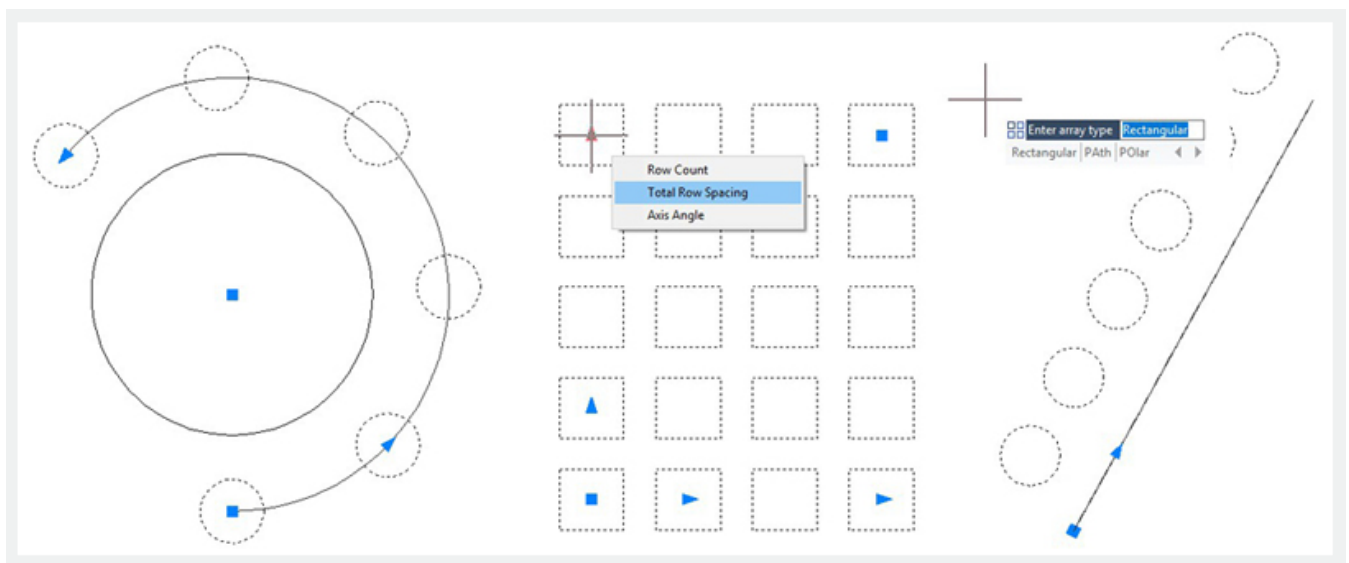 Row Count
Total Row Spacing
Axis Angle
Enter array type Rectangular
Rectangular PAth POlar